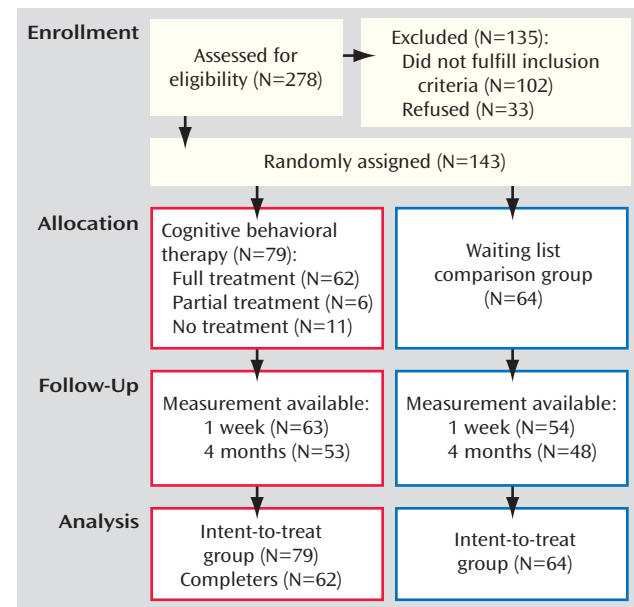 Enrollment
Assessed for
eligibility (N=278)
Excluded (N=135):
Did not fulfill inclusion
criteria (N=102)
Refused (N=33)
Randomly assigned (N=143)
Allocation
Cognitive behavioral
therapy (N=79):
Full treatment (N=62)
Partial treatment (N=6)
No treatment (N=11)
Waiting list
comparison group
(N=64)
Follow-Up
Measurement available:
1 week (N=63)
4 months (N=53)
Measurement available:
1 week (N=54)
4 months (N=48)
Analysis
Intent-to-treat
group (N=79)
Completers (N=62)
Intent-to-treat
group (N=64)